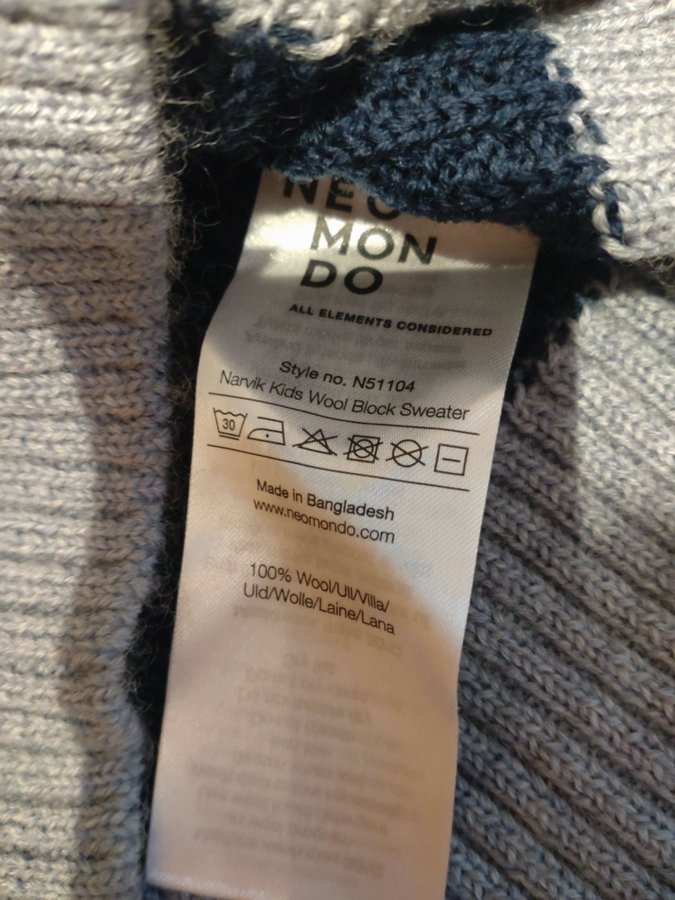 NEO
MON
DO
ALL ELEMENTS CONSIDERED
Style no. N51104
Narvik Kids Wool Block Sweater
30
Made in Bangladesh
www.neomondo.com
100% Wool/Ull/Villa/
Uld/Wolle/Laine/Lana